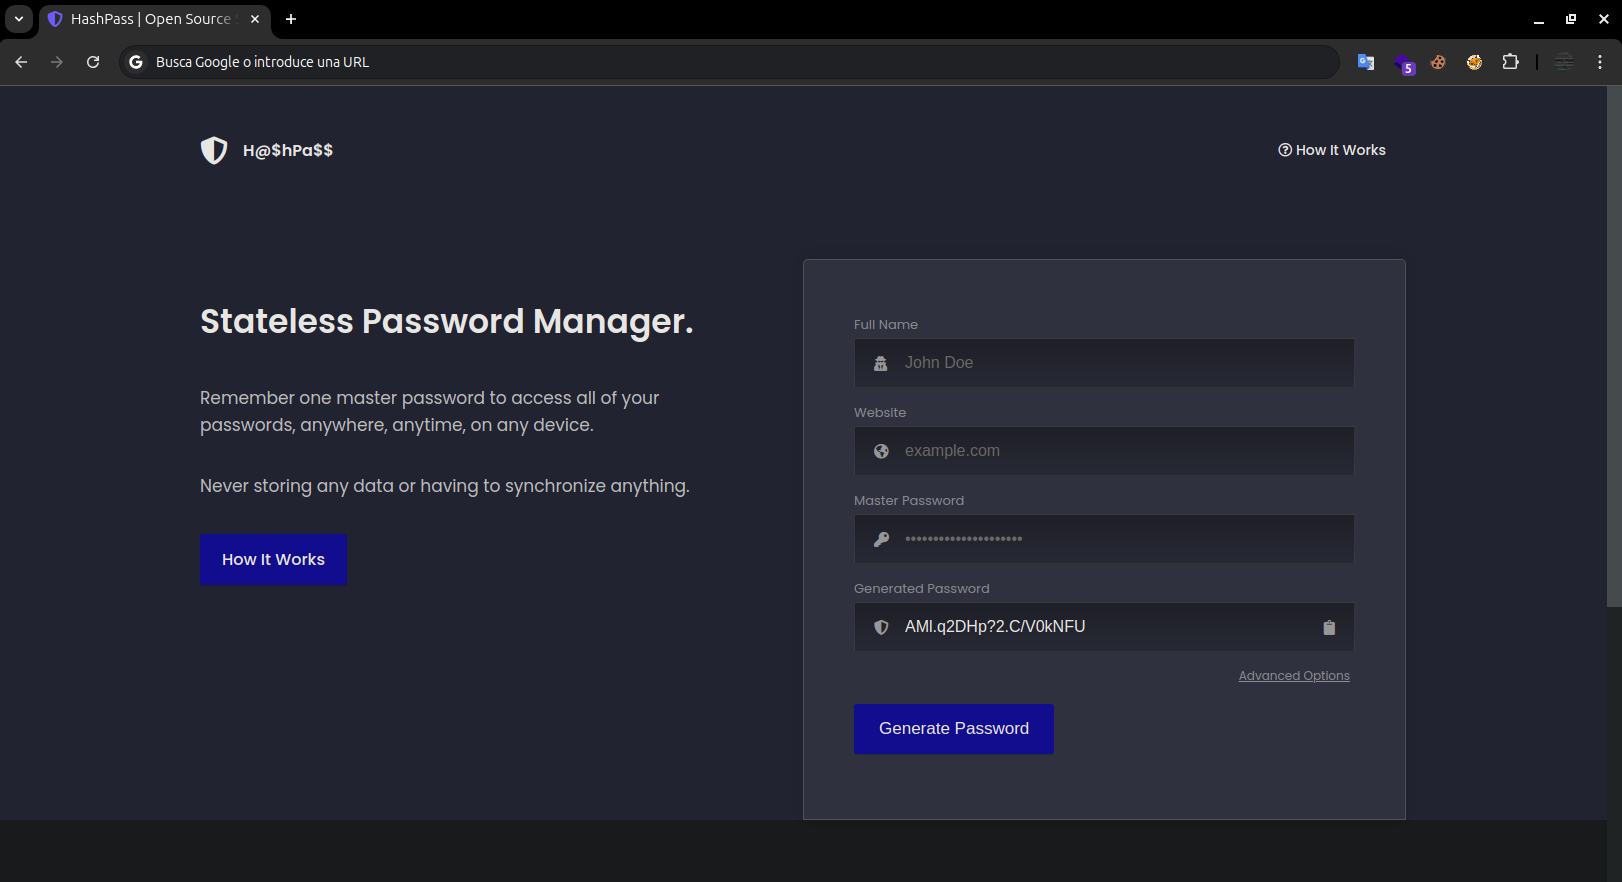 HashPass | Open Source
Busca Google o introduce una URL
5
H@$hPa$$
How It Works
Stateless Password Manager.
Remember one master password to access all of your
passwords, anywhere, anytime, on any device.
Never storing any data or having to synchronize anything.
How It Works
Full Name
John Doe
Website
example.com
Master Password
•••••••••••••••••••••
Generated Password
AMl.q2DHp?2.C/V0kNFU
Advanced Options
Generate Password